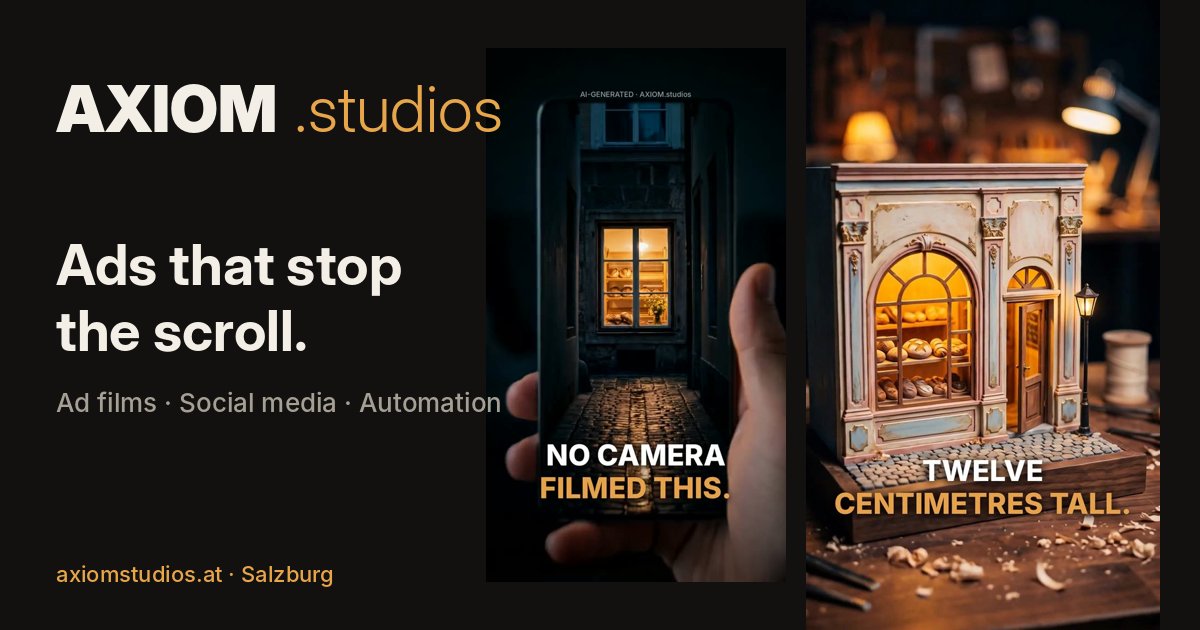 AXIOM .studios
Ads that stop
the scroll.
Ad films · Social media · Automation
axiomstudios.at · Salzburg
AI-GENERATED · AXIOM.studios
NO CAMERA
FILMED THIS.
TWELVE
CENTIMETRES TALL.